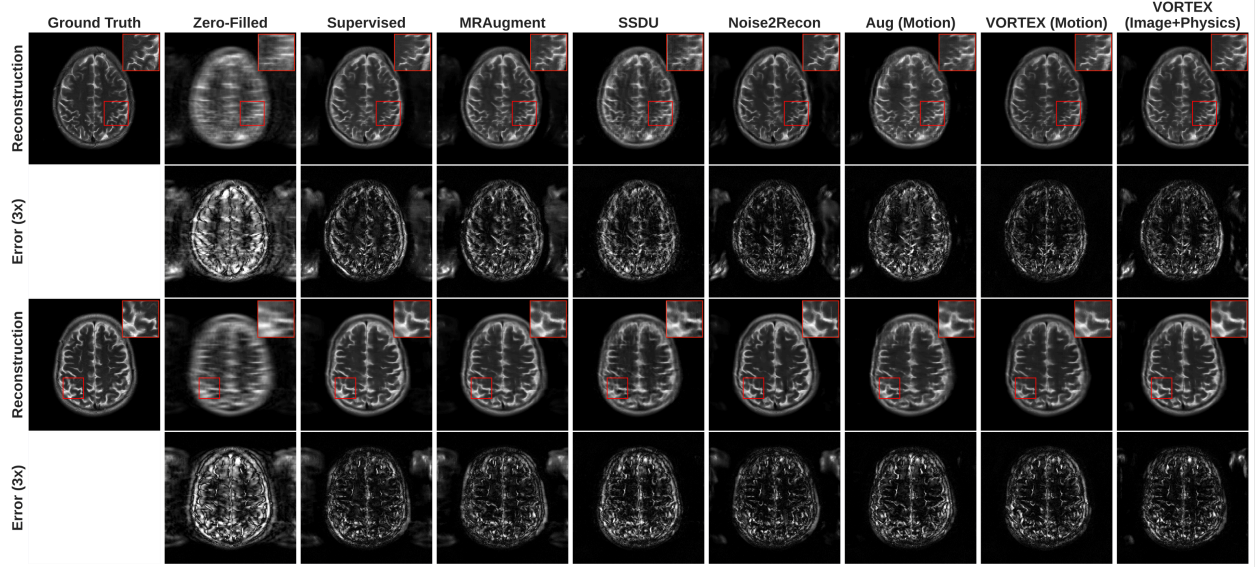 Ground Truth Zero-Filled Supervised MRAugment SSDU Noise2Recon Aug (Motion) VORTEX (Motion) VORTEX
(Image+Physics)
Reconstruction
Error (3x)
Reconstruction
Error (3x)